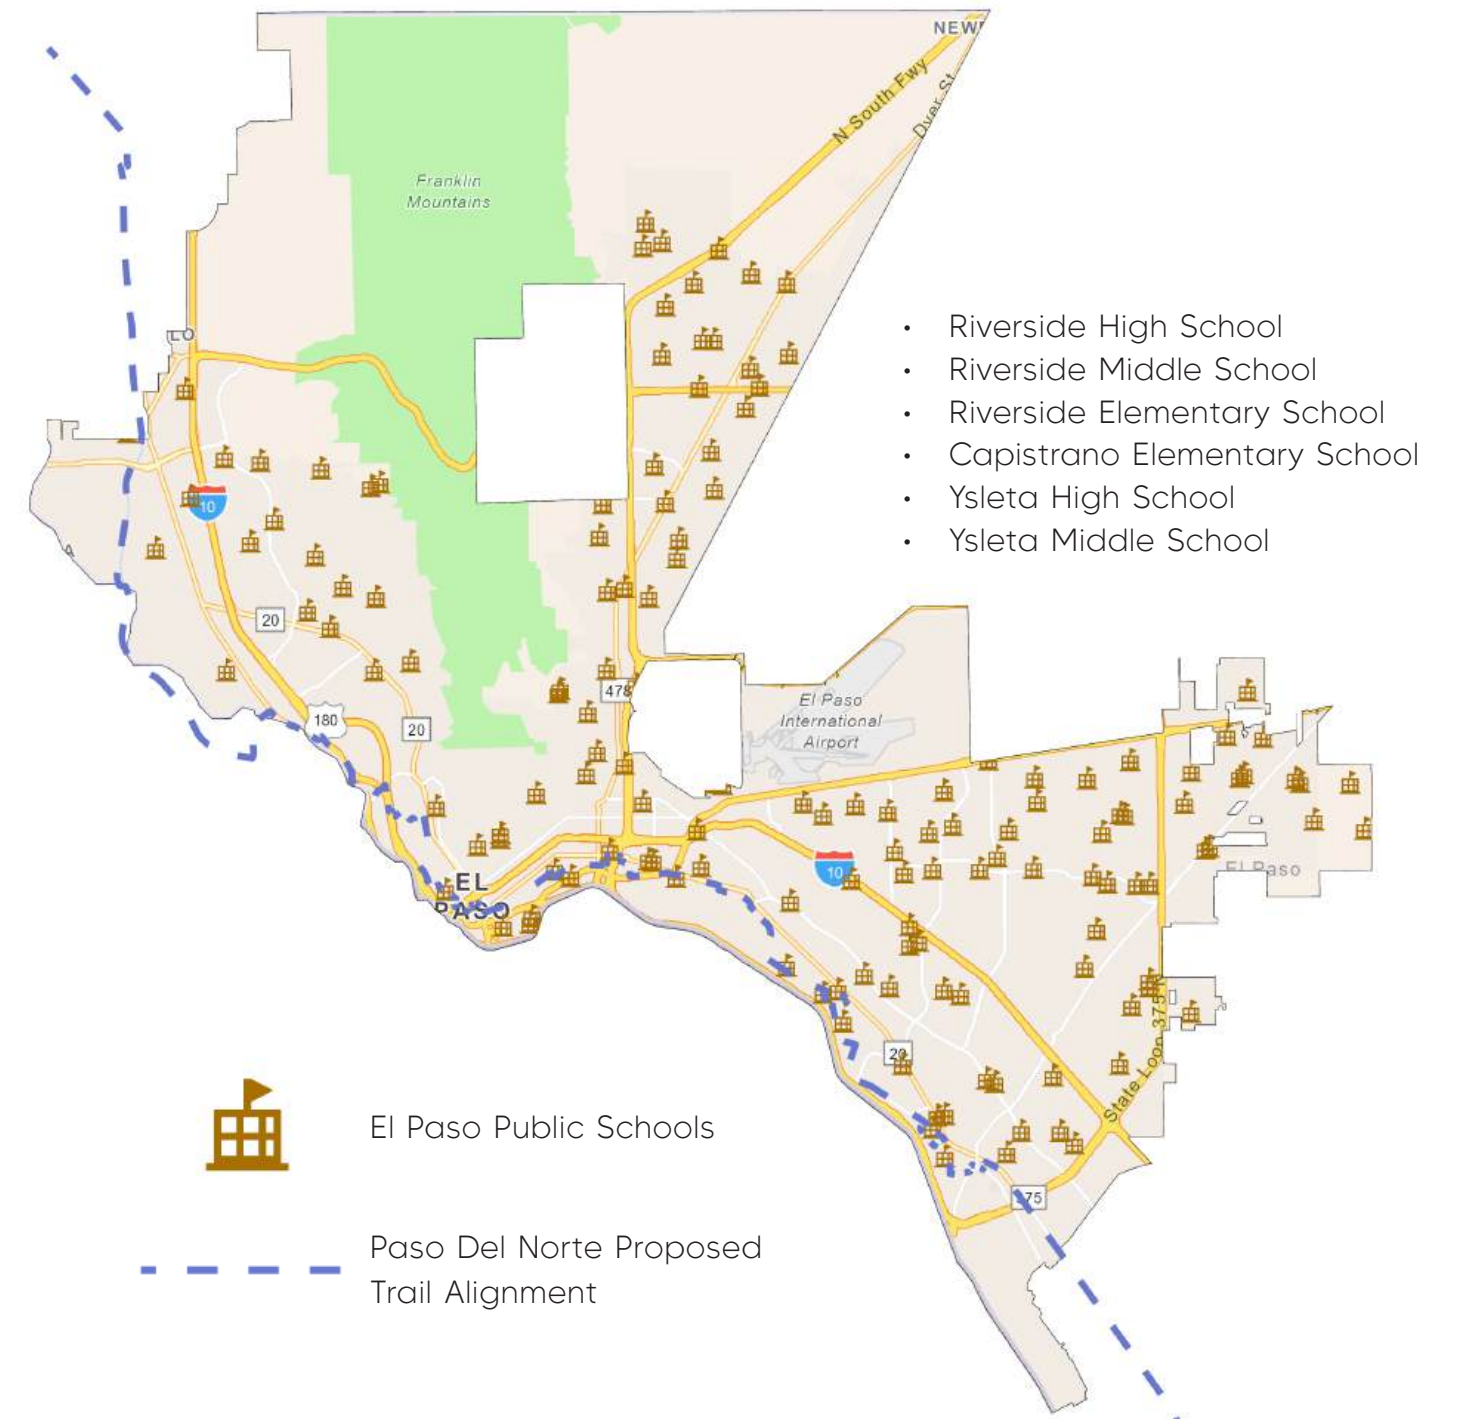 NEW
N South Fwy
Dyer St
Franklin
Mountains
• Riverside High School
• Riverside Middle School
• Riverside Elementary School
• Capistrano Elementary School
• Ysleta High School
• Ysleta Middle School
LO
10
A
20
478
El Paso
International
Airport
180
20
10
El Paso
EL
PASO
State Loop 375 N
20
El Paso Public Schools
75
Paso Del Norte Proposed
Trail Alignment